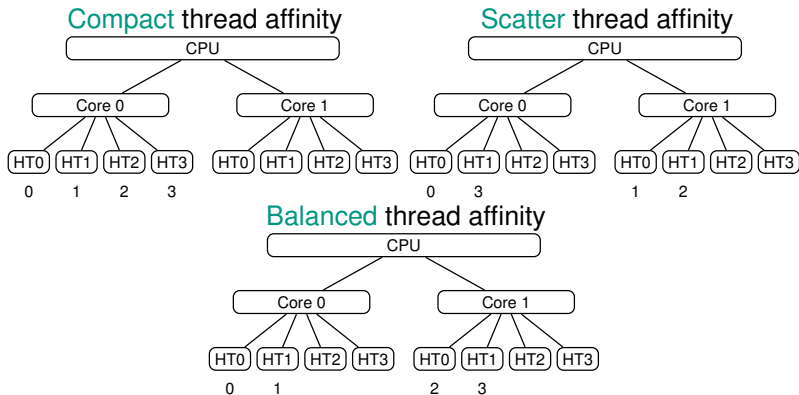 Compact thread affinity
CPU
Core 0 Core 1
HT0 HT1 HT2 HT3 HT0 HT1 HT2 HT3
0 1 2 3
Scatter thread affinity
CPU
Core 0 Core 1
HT0 HT1 HT2 HT3 HT0 HT1 HT2 HT3
0 3 1 2
Balanced thread affinity
CPU
Core 0 Core 1
HT0 HT1 HT2 HT3 HT0 HT1 HT2 HT3
0 1 2 3